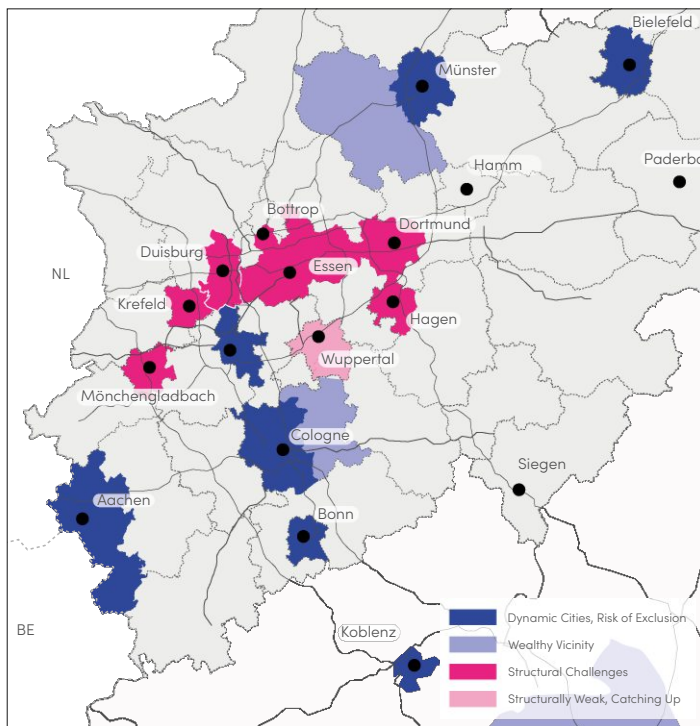 Bielefeld
Münster
Hamm
Paderbo
Bottrop
Dortmund
Duisburg
NL
Essen
Krefeld
Hagen
Wuppertal
Mönchengladbach
Cologne
Siegen
Aachen
Bonn
BE
Koblenz
Dynamic Cities, Risk of Exclusion
Wealthy Vicinity
Structural Challenges
Structurally Weak, Catching Up